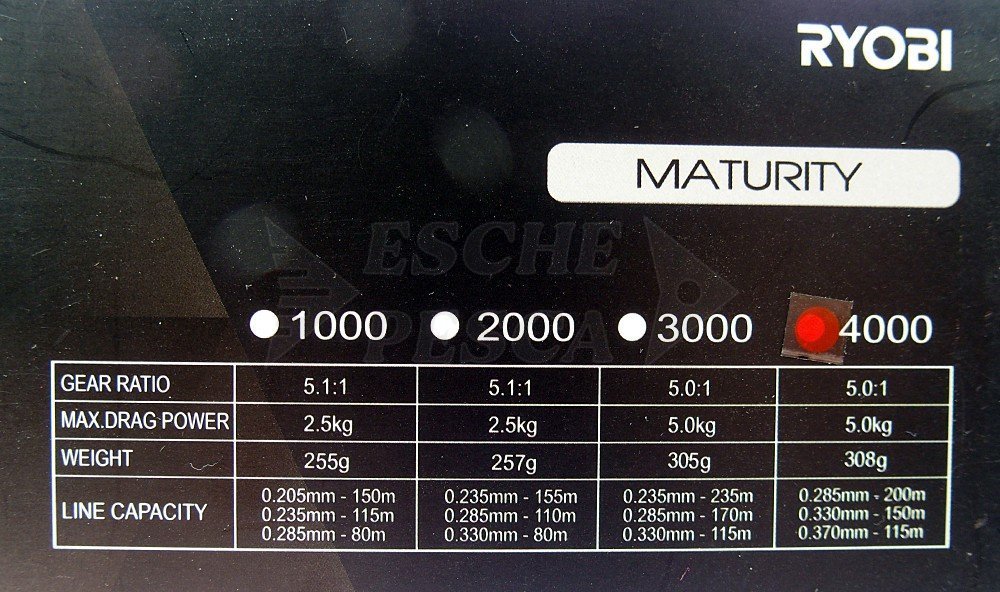 RYOBI
MATURITY
ESCHE
PESCA
1000 2000 3000 4000
GEAR RATIO 5.1:1 5.1:1 5.0:1 5.0:1
MAX.DRAG POWER 2.5kg 2.5kg 5.0kg 5.0kg
WEIGHT 255g 257g 305g 308g
LINE CAPACITY
0.205mm - 150m 0.235mm - 155m 0.235mm - 235m 0.285mm - 200m
0.235mm - 115m 0.285mm - 110m 0.285mm - 170m 0.330mm - 150m
0.285mm - 80m 0.330mm - 80m 0.330mm - 115m 0.370mm - 115m